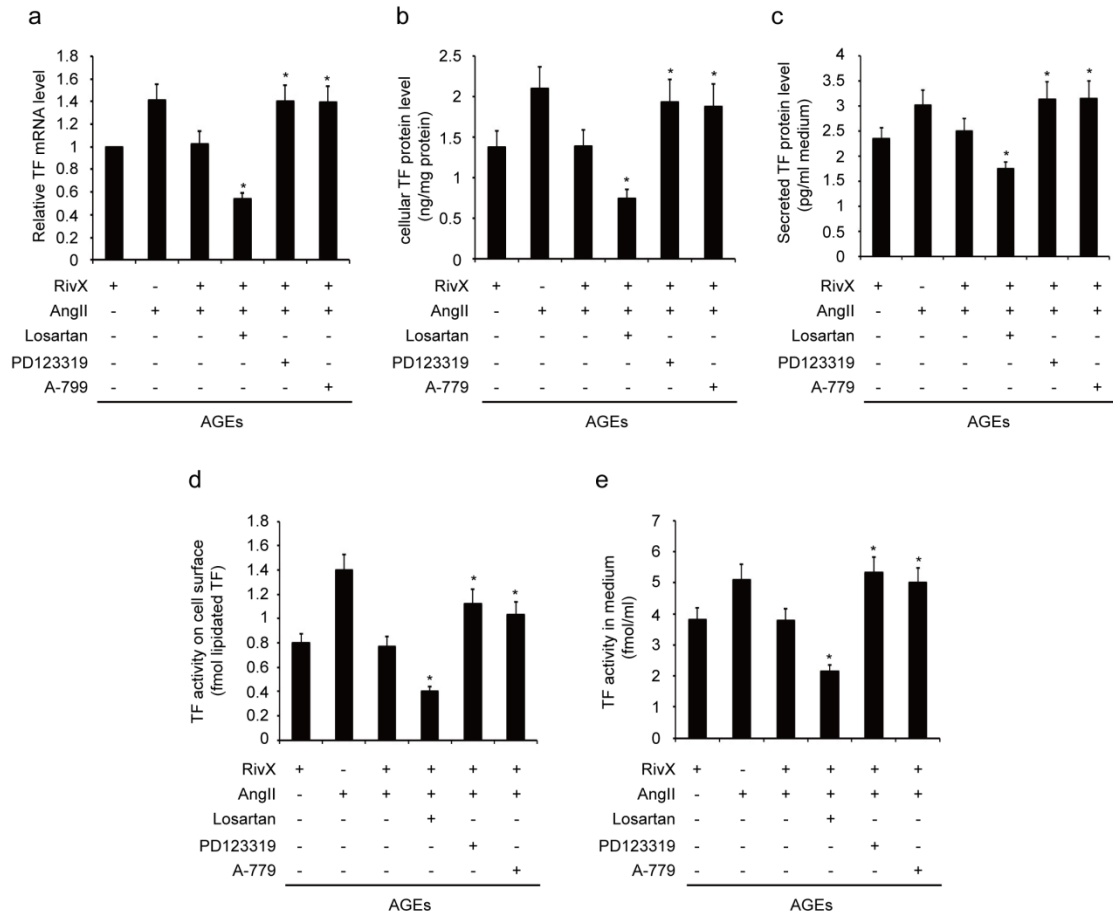 a
Relative TF mRNA level
1.8
1.6
1.4
1.2
1
0.8
0.6
0.4
0.2
0
* * *
RivX + - + + + +
AngII - + + + + +
Losartan - - - + - -
PD123319 - - - - + -
A-799 - - - - - +
AGEs
b
cellular TF protein level
(ng/mg protein)
2.5
2
1.5
1
0.5
0
* * *
RivX + - + + + +
AngII - + + + + +
Losartan - - - + - -
PD123319 - - - - + -
A-779 - - - - - +
AGEs
c
Secreted TF protein level
(pg/ml medium)
4
3.5
3
2.5
2
1.5
1
0.5
0
* * *
RivX + - + + + +
AngII - + + + + +
Losartan - - - + - -
PD123319 - - - - + -
A-779 - - - - - +
AGEs
d
TF activity on cell surface
(fmol lipidated TF)
1.8
1.6
1.4
1.2
1
0.8
0.6
0.4
0.2
0
* * *
RivX + - + + + +
AngII - + + + + +
Losartan - - - + - -
PD123319 - - - - + -
A-779 - - - - - +
AGEs
e
TF activity in medium
(fmol/ml)
7
6
5
4
3
2
1
0
* * *
RivX + - + + + +
AngII - + + + + +
Losartan - - - + - -
PD123319 - - - - + -
A-779 - - - - - +
AGEs